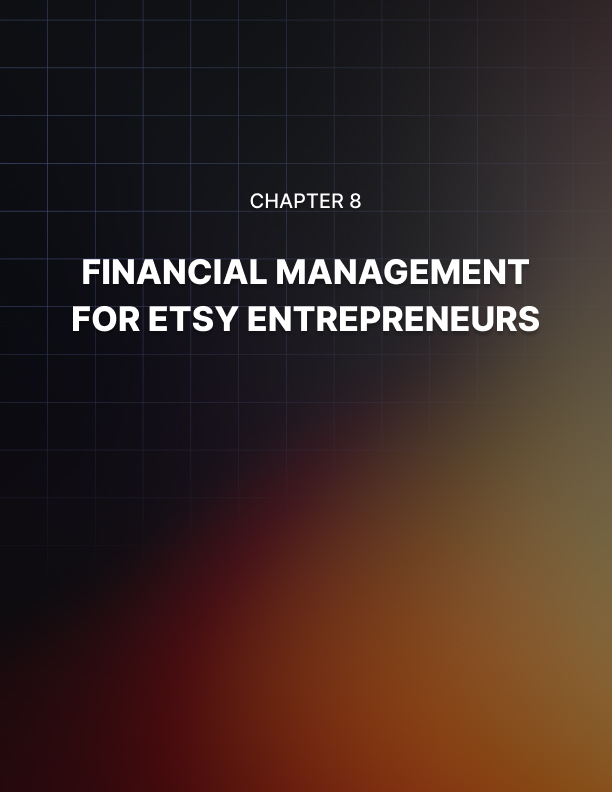 CHAPTER 8
FINANCIAL MANAGEMENT
FOR ETSY ENTREPRENEURS